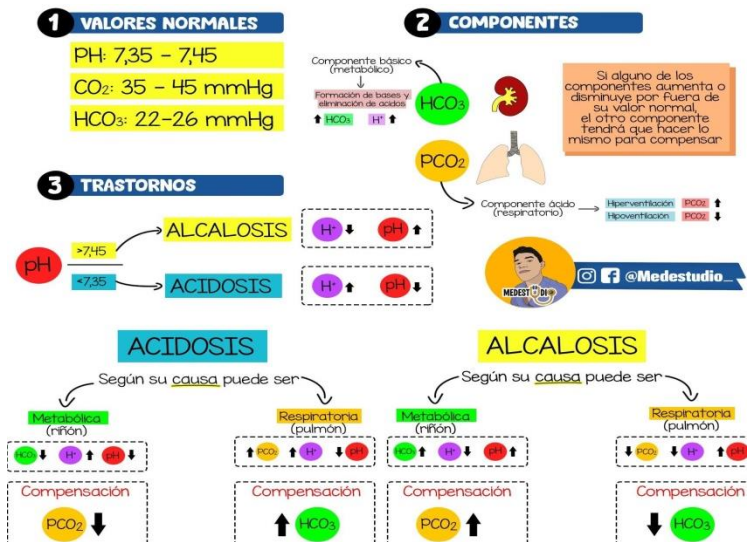 1 VALORES NORMALES
PH: 7,35 - 7,45
CO2: 35 - 45 mmHg
HCO3: 22-26 mmHg
2 COMPONENTES
Componente básico
(metabólico)
Formación de bases y
eliminación de acidos
HCO3 H+
HCO3
PCO2
Componente ácido
(respiratorio)
Hiperventilación PCO2
Hipoventilación PCO2
Si alguno de los
componentes aumenta o
disminuye por fuera de
su valor normal,
el otro componente
tendrá que hacer lo
mismo para compensar
3 TRASTORNOS
pH
>7,45
<7,35
ALCALOSIS
H+ pH
ACIDOSIS
H+ pH
MEDESTUDIO
@Medestudio_
ACIDOSIS
Según su causa puede ser
Metabólica
(riñón)
HCO3 H+ pH
Compensación
PCO2
Respiratoria
(pulmón)
PCO2 H+ pH
Compensación
HCO3
ALCALOSIS
Según su causa puede ser
Metabólica
(riñón)
HCO3 H+ pH
Compensación
PCO2
Respiratoria
(pulmón)
PCO2 H+ pH
Compensación
HCO3